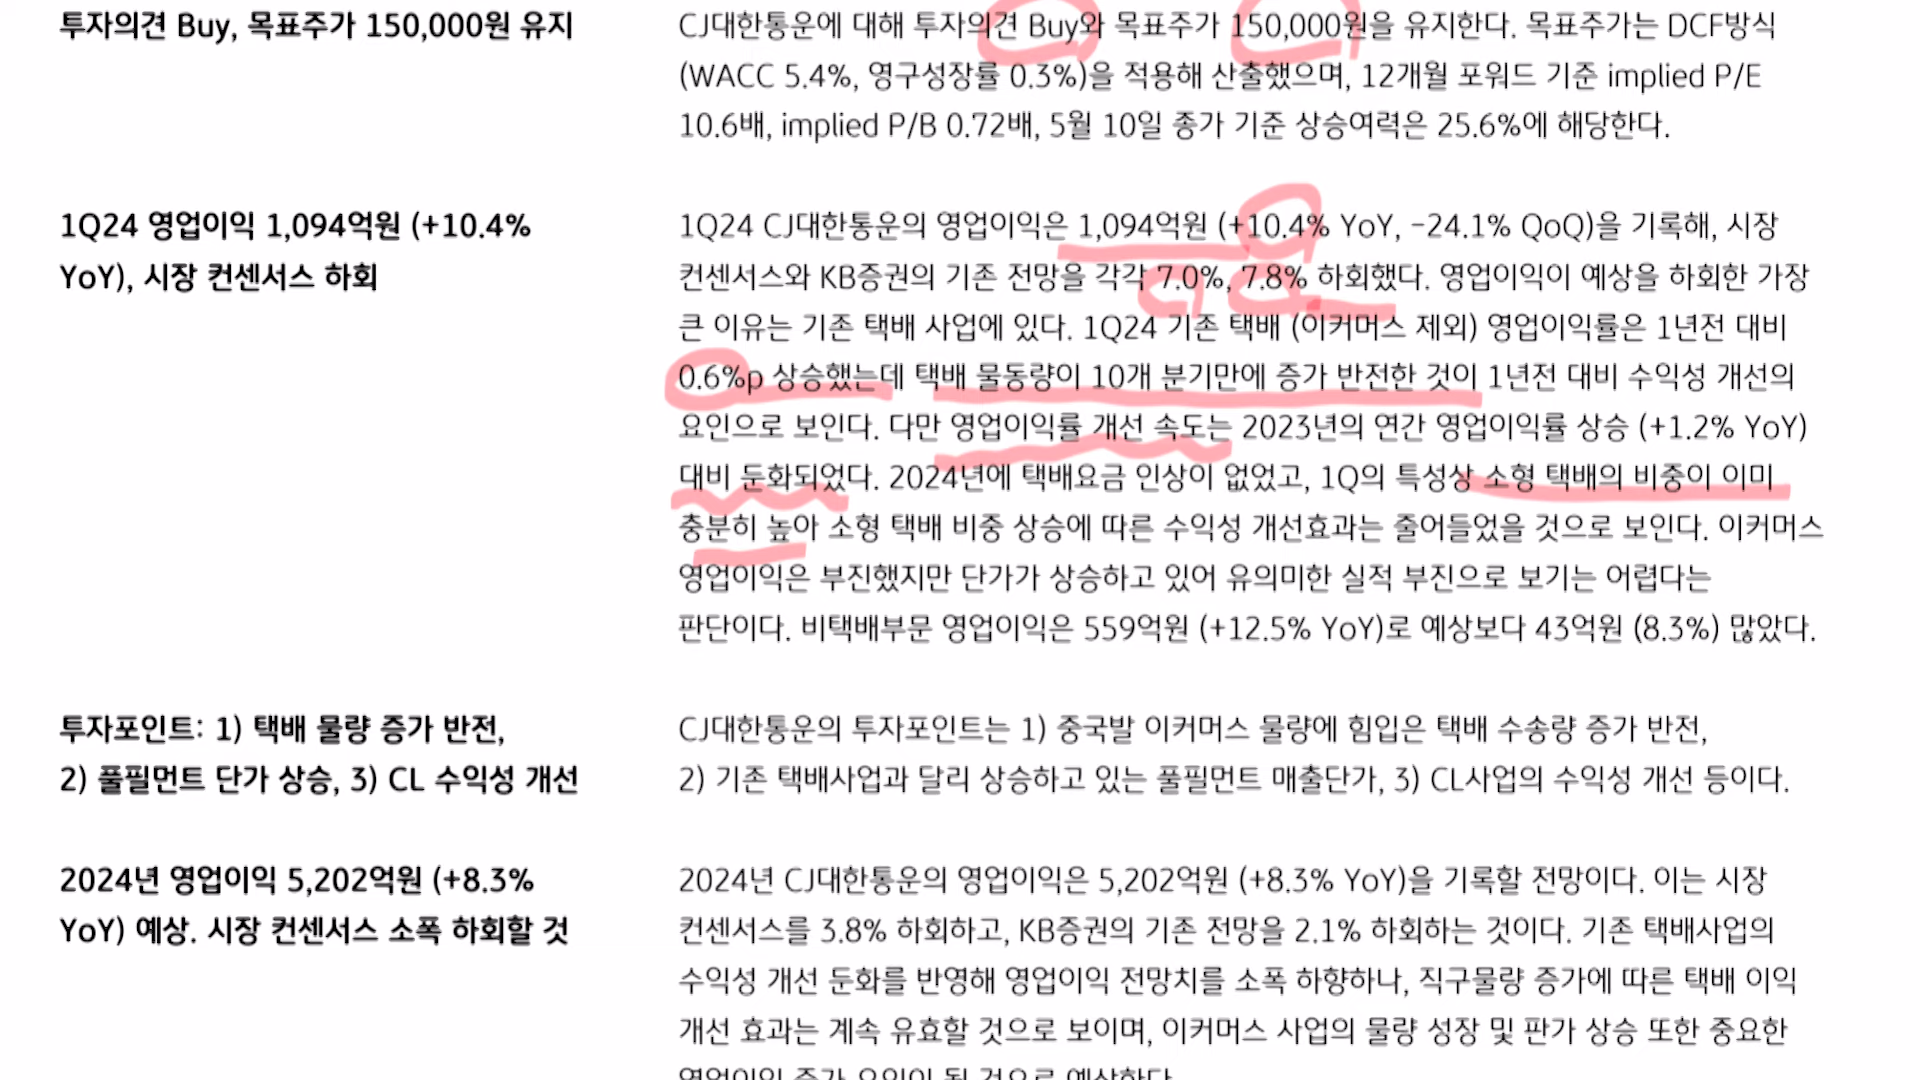 투자의견 Buy, 목표주가 150,000원 유지
CJ대한통운에 대해 투자의견 Buy와 목표주가 150,000원을 유지한다. 목표주가는 DCF방식
(WACC 5.4%, 영구성장률 0.3%)을 적용해 산출했으며, 12개월 포워드 기준 implied P/E
10.6배, implied P/B 0.72배, 5월 10일 종가 기준 상승여력은 25.6%에 해당한다.
1Q24 영업이익 1,094억원 (+10.4%
YoY), 시장 컨센서스 하회
1Q24 CJ대한통운의 영업이익은 1,094억원 (+10.4% YoY, -24.1% QoQ)을 기록해, 시장
컨센서스와 KB증권의 기존 전망을 각각 7.0%, 7.8% 하회했다. 영업이익이 예상을 하회한 가장
큰 이유는 기존 택배 사업에 있다. 1Q24 기존 택배 (이커머스 제외) 영업이익률은 1년전 대비
0.6%p 상승했는데 택배 물동량이 10개 분기만에 증가 반전한 것이 1년전 대비 수익성 개선의
요인으로 보인다. 다만 영업이익률 개선 속도는 2023년의 연간 영업이익률 상승 (+1.2% YoY)
대비 둔화되었다. 2024년에 택배요금 인상이 없었고, 1Q의 특성상 소형 택배의 비중이 이미
충분히 높아 소형 택배 비중 상승에 따른 수익성 개선효과는 줄어들었을 것으로 보인다. 이커머스
영업이익은 부진했지만 단가가 상승하고 있어 유의미한 실적 부진으로 보기는 어렵다는
판단이다. 비택배부문 영업이익은 559억원 (+12.5% YoY)로 예상보다 43억원 (8.3%) 많았다.
투자포인트: 1) 택배 물량 증가 반전,
2) 풀필먼트 단가 상승, 3) CL 수익성 개선
CJ대한통운의 투자포인트는 1) 중국발 이커머스 물량에 힘입은 택배 수송량 증가 반전,
2) 기존 택배사업과 달리 상승하고 있는 풀필먼트 매출단가, 3) CL사업의 수익성 개선 등이다.
2024년 영업이익 5,202억원 (+8.3%
YoY) 예상. 시장 컨센서스 소폭 하회할 것
2024년 CJ대한통운의 영업이익은 5,202억원 (+8.3% YoY)을 기록할 전망이다. 이는 시장
컨센서스를 3.8% 하회하고, KB증권의 기존 전망을 2.1% 하회하는 것이다. 기존 택배사업의
수익성 개선 둔화를 반영해 영업이익 전망치를 소폭 하향하나, 직구물량 증가에 따른 택배 이익
개선 효과는 계속 유효할 것으로 보이며, 이커머스 사업의 물량 성장 및 판가 상승 또한 중요한
영업이익 증가 요인이 될 것으로 예상한다.